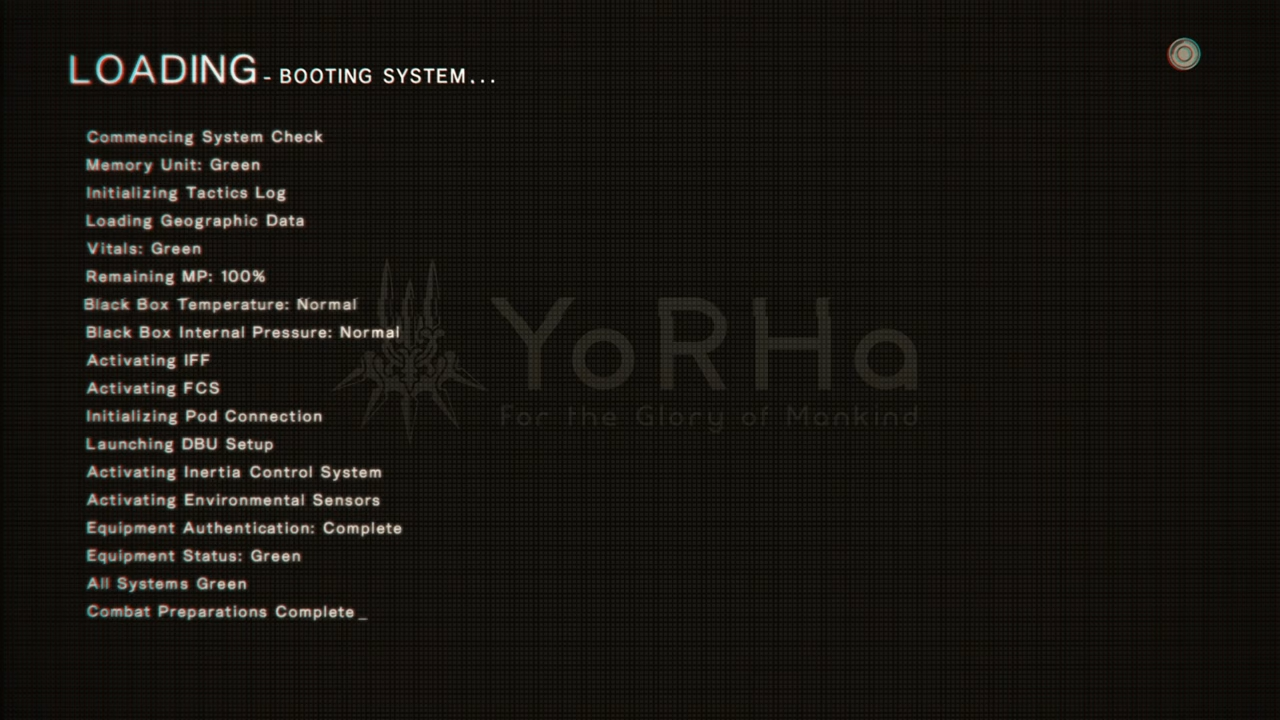 LOADING - BOOTING SYSTEM...
Commencing System Check
Memory Unit: Green
Initializing Tactics Log
Loading Geographic Data
Vitals: Green
Remaining MP: 100%
Black Box Temperature: Normal
Black Box Internal Pressure: Normal
Activating IFF
Activating FCS
Initializing Pod Connection
Launching DBU Setup
Activating Inertia Control System
Activating Environmental Sensors
Equipment Authentication: Complete
Equipment Status: Green
All Systems Green
Combat Preparations Complete_
YoRHa
For the Glory of Mankind